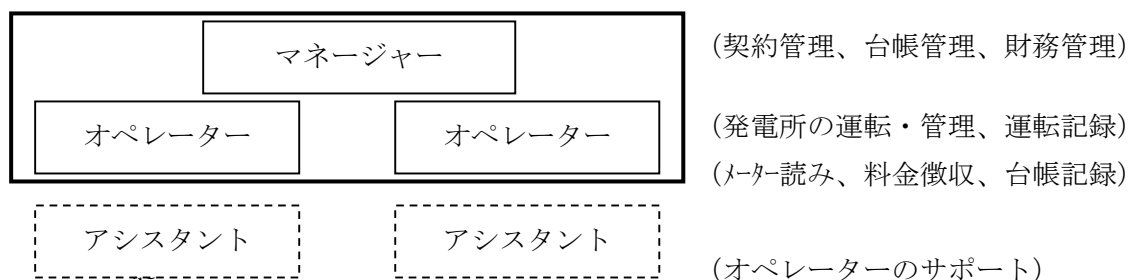 マネージャー (契約管理、台帳管理、財務管理)
オペレーター オペレーター (発電所の運転・管理、運転記録)
(メーター読み、料金徴収、台帳記録)
アシスタント アシスタント
(オペレーターのサポート)